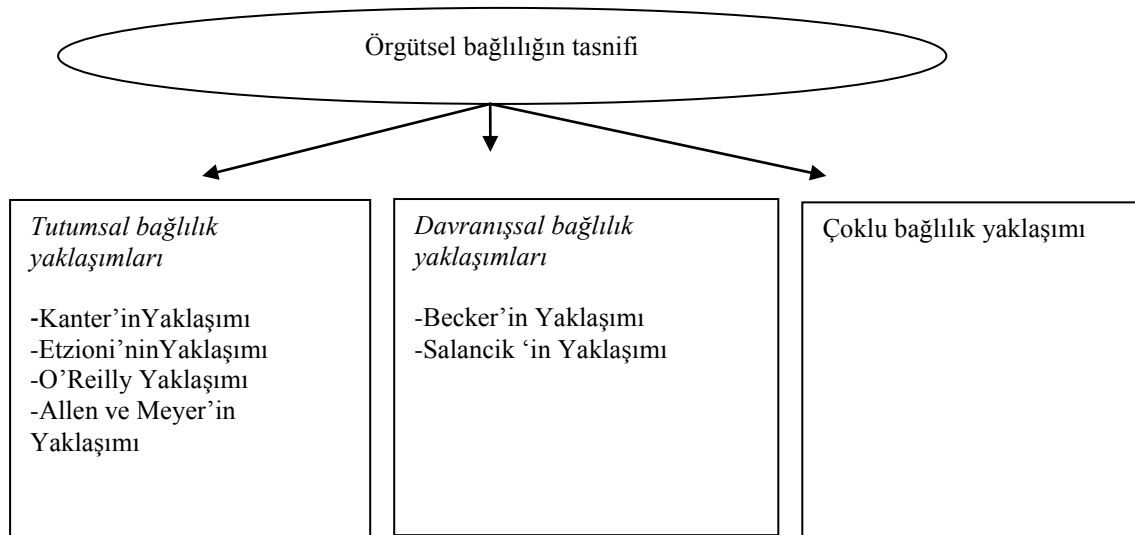 Örgütsel bağlılığın tasnifi
Tutumsal bağlılık
yaklaşımları
-Kanter’inYaklaşımı
-Etzioni’ninYaklaşımı
-O’Reilly Yaklaşımı
-Allen ve Meyer’in
Yaklaşımı
Davranışsal bağlılık
yaklaşımları
-Becker’in Yaklaşımı
-Salancik ‘in Yaklaşımı
Çoklu bağlılık yaklaşımı